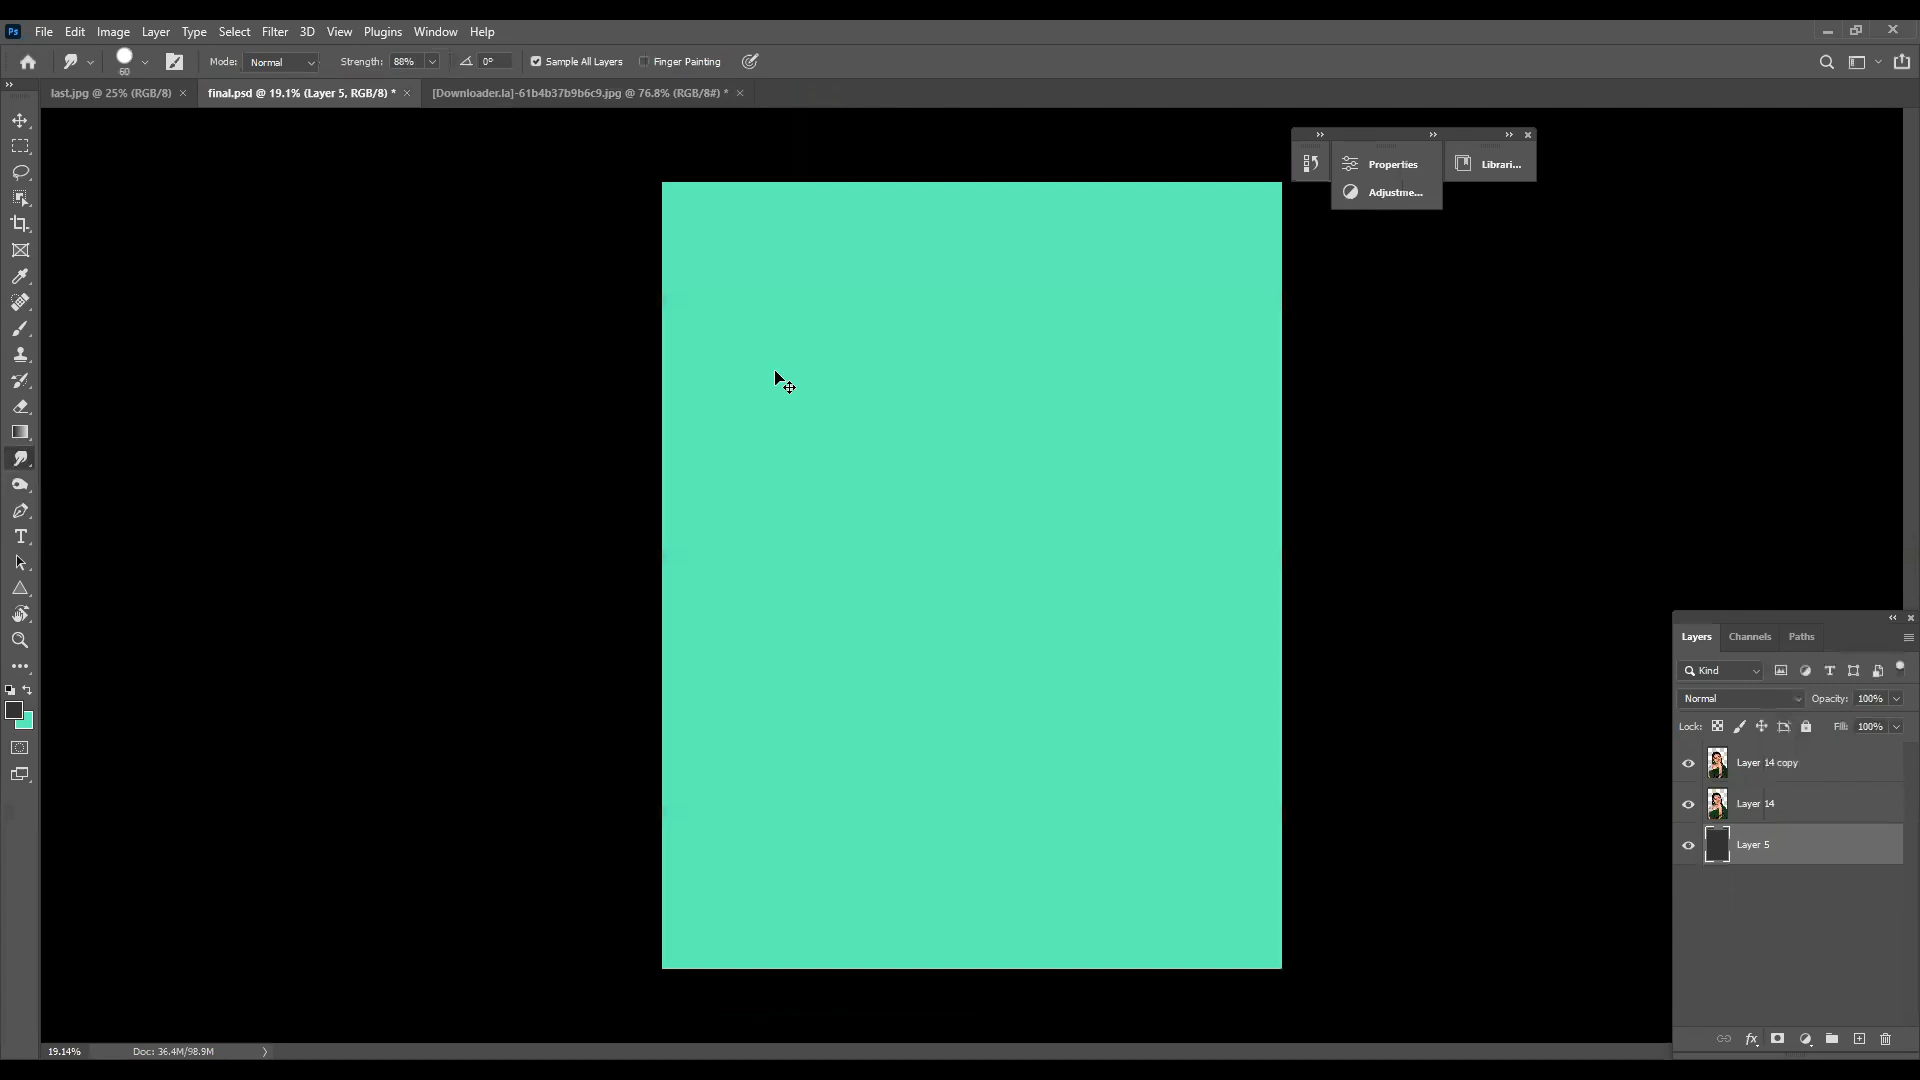 Ps File Edit Image Layer Type Select Filter 3D View Plugins Window Help
60 Mode: Normal Strength: 88% 0° Sample All Layers Finger Painting
last.jpg @ 25% (RGB/8) × final.psd @ 19.1% (Layer 5, RGB/8) * × [Downloader.la]-61b4b37b9b6c9.jpg @ 76.8% (RGB/8#) * ×
Properties Librari...
Adjustme...
T
Layers Channels Paths
Kind T
Normal Opacity: 100%
Lock: Fill: 100%
Layer 14 copy
Layer 14
Layer 5
fx
19.14% Doc: 36.4M/98.9M